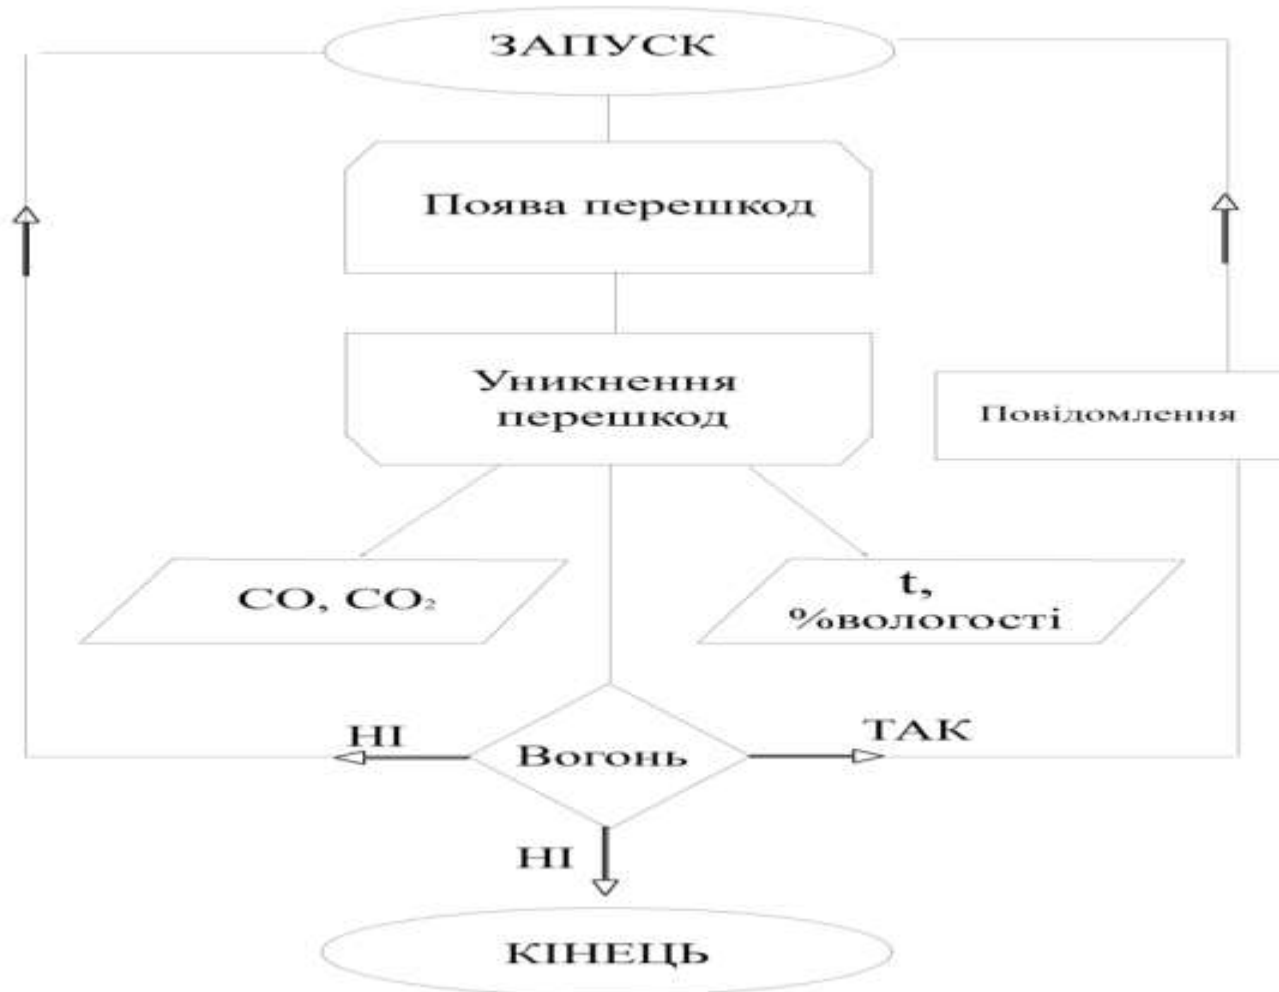 ЗАПУСК
Поява перешкод
Уникнення
перешкод
Повідомлення
CO, CO₂
t,
%вологості
НІ
Вогонь
ТАК
НІ
КІНЕЦЬ